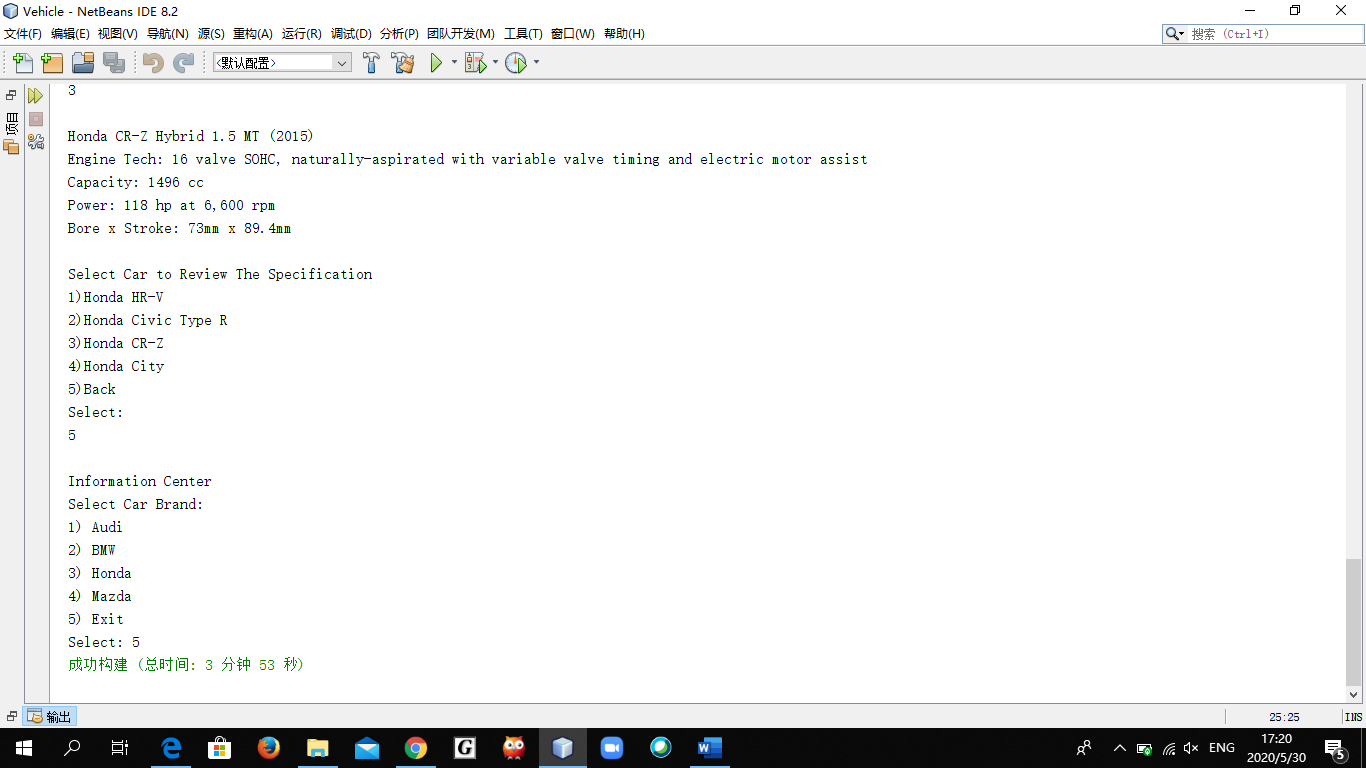 Vehicle - NetBeans IDE 8.2
文件(F) 编辑(E) 视图(V) 导航(N) 源(S) 重构(A) 运行(R) 调试(D) 分析(P) 团队开发(M) 工具(T) 窗口(W) 帮助(H)
搜索 (Ctrl+I)
<默认配置>
项目
3
Honda CR-Z Hybrid 1.5 MT (2015)
Engine Tech: 16 valve SOHC, naturally-aspirated with variable valve timing and electric motor assist
Capacity: 1496 cc
Power: 118 hp at 6,600 rpm
Bore x Stroke: 73mm x 89.4mm
Select Car to Review The Specification
1)Honda HR-V
2)Honda Civic Type R
3)Honda CR-Z
4)Honda City
5)Back
Select:
5
Information Center
Select Car Brand:
1) Audi
2) BMW
3) Honda
4) Mazda
5) Exit
Select: 5
成功构建 (总时间: 3 分钟 53 秒)
输出
25:25
INS
ENG
17:20
2020/5/30
5